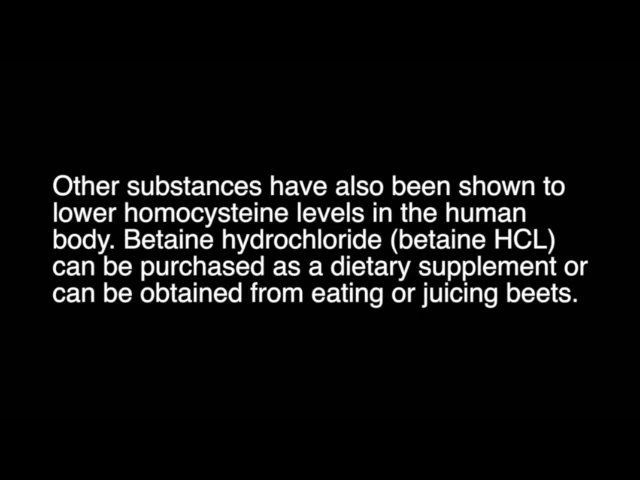 Other substances have also been shown to
lower homocysteine levels in the human
body. Betaine hydrochloride (betaine HCL)
can be purchased as a dietary supplement or
can be obtained from eating or juicing beets.